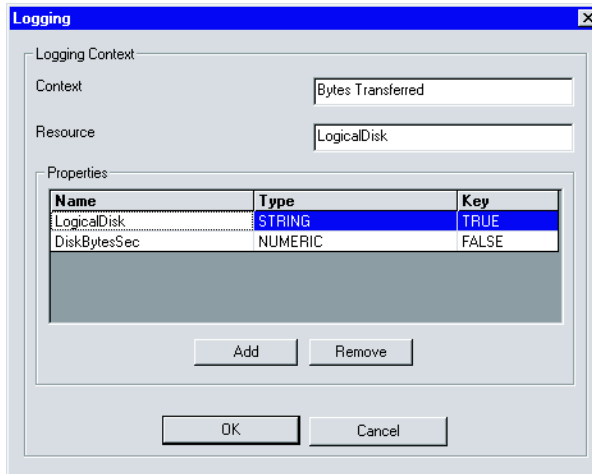 Logging
Logging Context
Context Bytes Transferred
Resource LogicalDisk
Properties
Name Type Key
LogicalDisk STRING TRUE
DiskBytesSec NUMERIC FALSE
Add Remove
OK Cancel